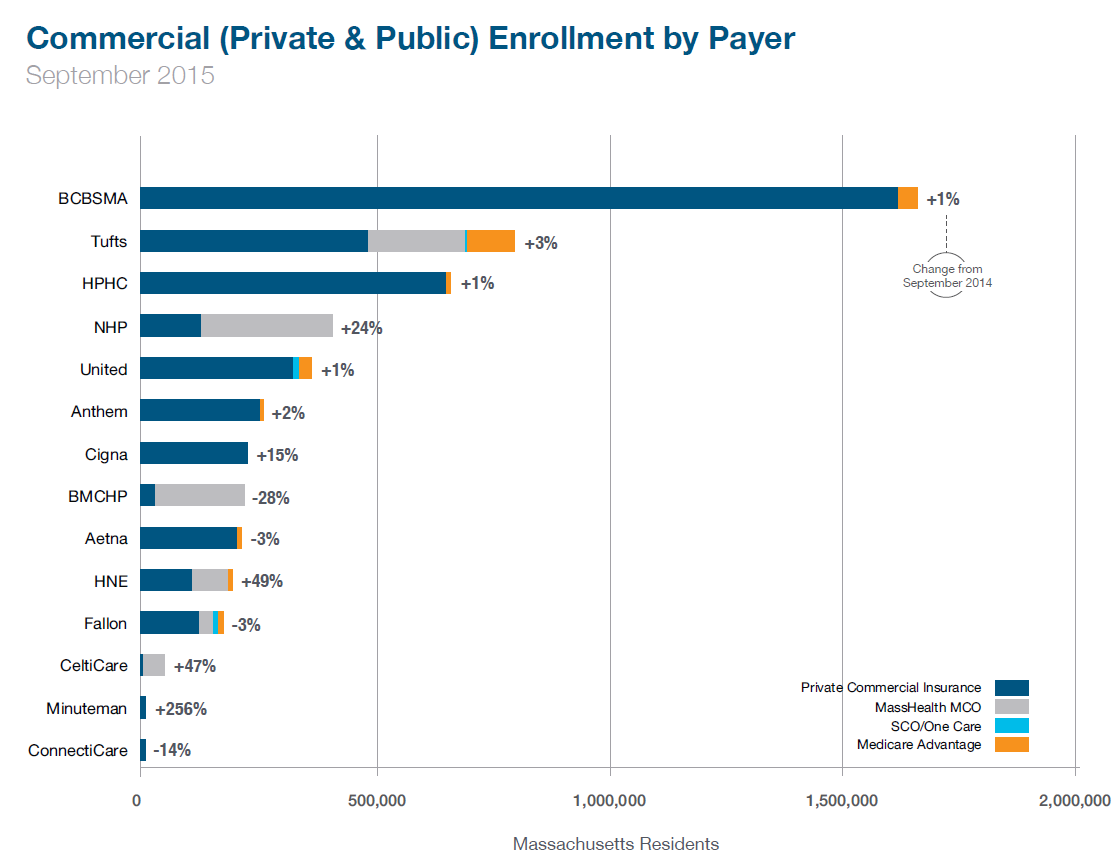 Commercial (Private & Public) Enrollment by Payer
September 2015
BCBSMA +1%
Tufts +3%
Change from
September 2014
HPHC +1%
NHP +24%
United +1%
Anthem +2%
Cigna +15%
BMCHP -28%
Aetna -3%
HNE +49%
Fallon -3%
CeltiCare +47%
Private Commercial Insurance
MassHealth MCO
SCO/One Care
Medicare Advantage
Minuteman +256%
ConnectiCare -14%
0 500,000 1,000,000 1,500,000 2,000,000
Massachusetts Residents